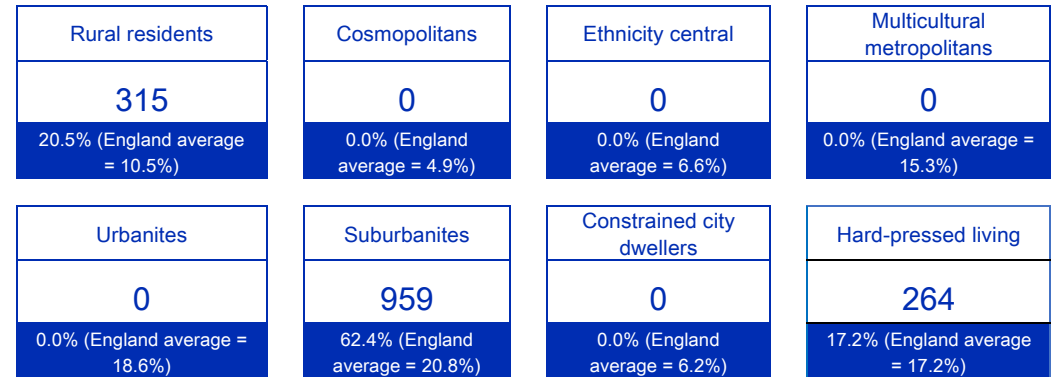 Rural residents
315
20.5% (England average
= 10.5%)
Cosmopolitans
0
0.0% (England
average = 4.9%)
Ethnicity central
0
0.0% (England
average = 6.6%)
Multicultural
metropolitans
0
0.0% (England average =
15.3%)
Urbanites
0
0.0% (England average =
18.6%)
Suburbanites
959
62.4% (England
average = 20.8%)
Constrained city
dwellers
0
0.0% (England
average = 6.2%)
Hard-pressed living
264
17.2% (England average
= 17.2%)